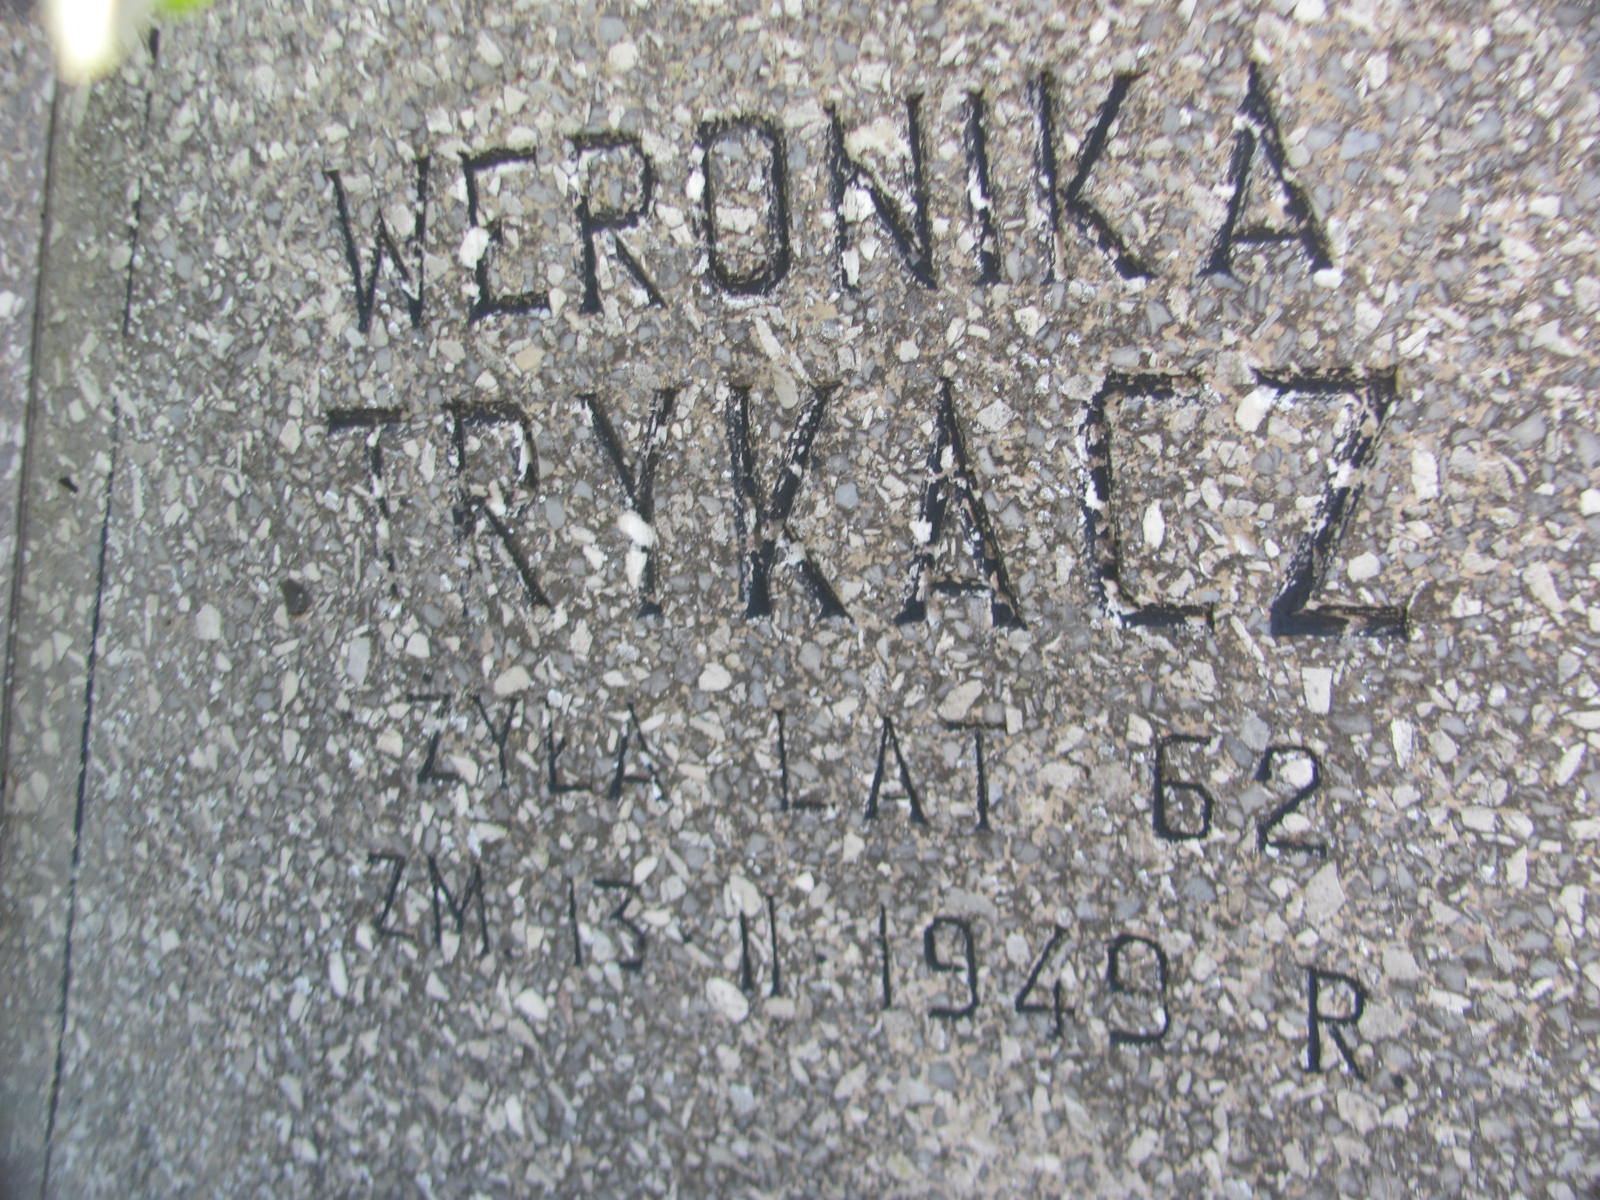 WERONIKA
TRYKACZ
ŻYŁA LAT 62
ZM. 13.II.1949 R.